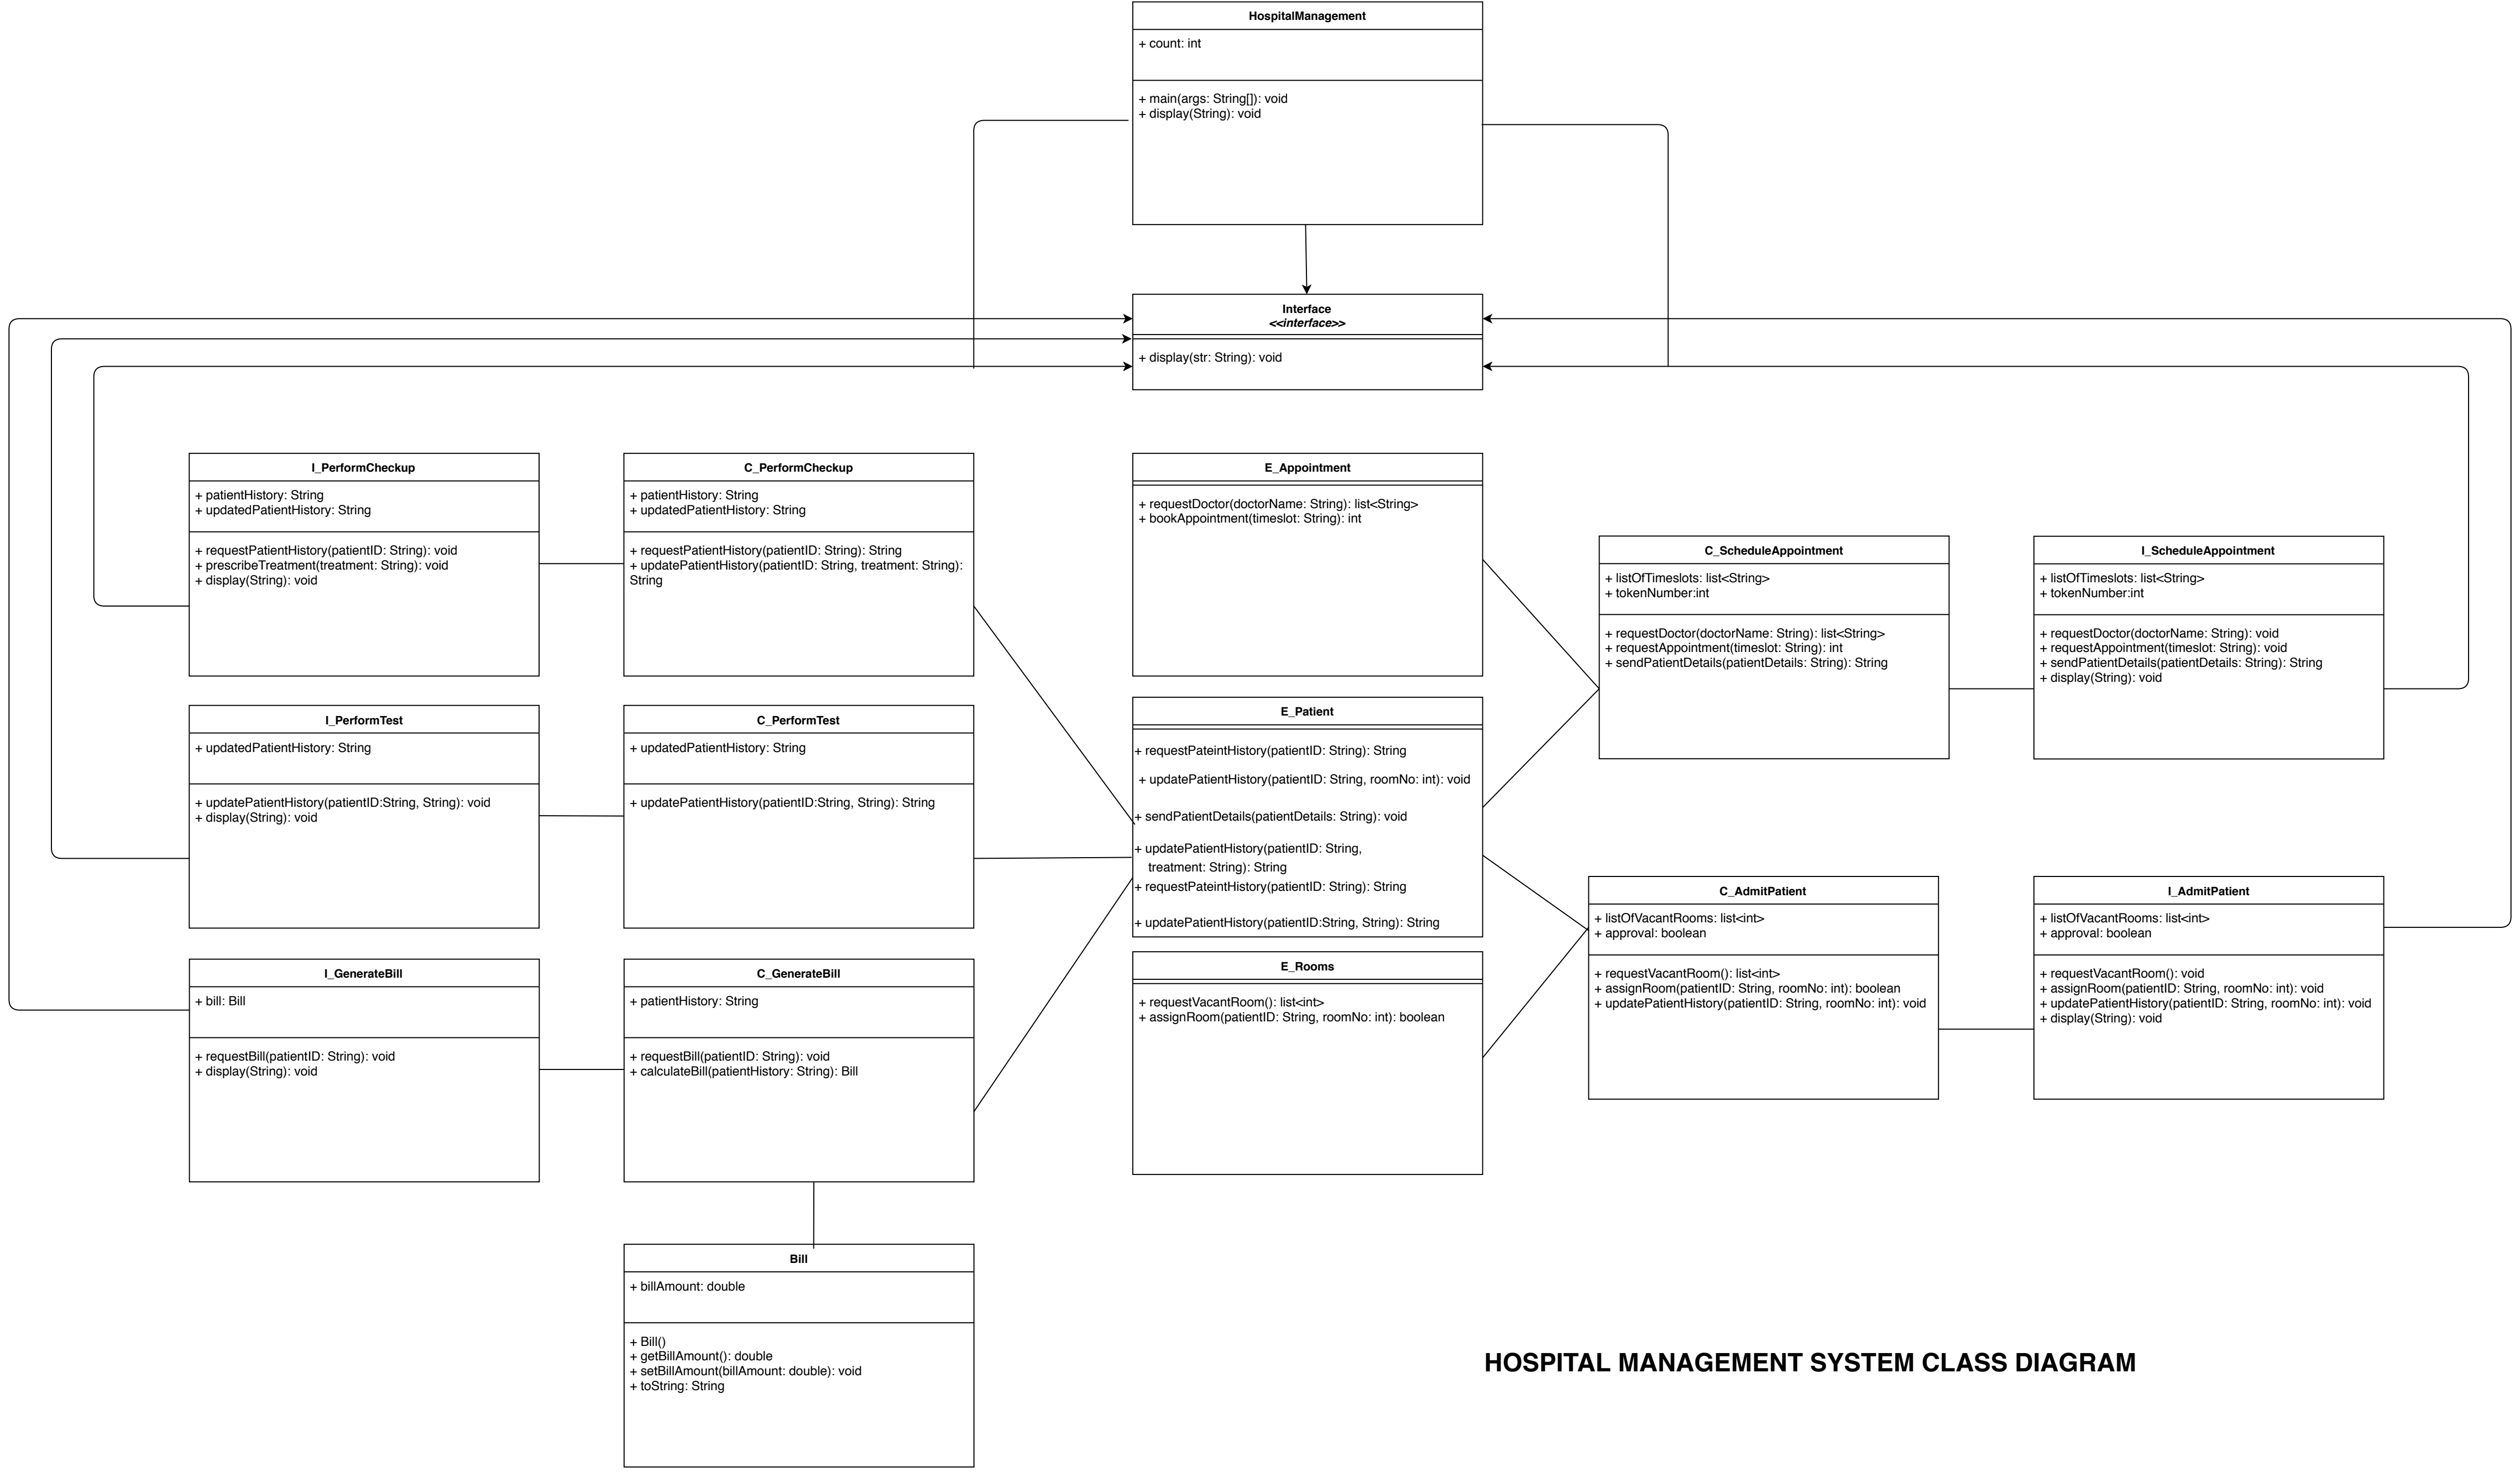 HospitalManagement
+ count: int
+ main(args: String[]): void
+ display(String): void
Interface
<<interface>>
+ display(str: String): void
I_PerformCheckup
+ patientHistory: String
+ updatedPatientHistory: String
+ requestPatientHistory(patientID: String): void
+ prescribeTreatment(treatment: String): void
+ display(String): void
C_PerformCheckup
+ patientHistory: String
+ updatedPatientHistory: String
+ requestPatientHistory(patientID: String): String
+ updatePatientHistory(patientID: String, treatment: String):
String
E_Appointment
+ requestDoctor(doctorName: String): list<String>
+ bookAppointment(timeslot: String): int
C_ScheduleAppointment
+ listOfTimeslots: list<String>
+ tokenNumber:int
+ requestDoctor(doctorName: String): list<String>
+ requestAppointment(timeslot: String): int
+ sendPatientDetails(patientDetails: String): String
I_ScheduleAppointment
+ listOfTimeslots: list<String>
+ tokenNumber:int
+ requestDoctor(doctorName: String): void
+ requestAppointment(timeslot: String): void
+ sendPatientDetails(patientDetails: String): String
+ display(String): void
I_PerformTest
+ updatedPatientHistory: String
+ updatePatientHistory(patientID:String, String): void
+ display(String): void
C_PerformTest
+ updatedPatientHistory: String
+ updatePatientHistory(patientID:String, String): String
E_Patient
+ requestPateintHistory(patientID: String): String
+ updatePatientHistory(patientID: String, roomNo: int): void
+ sendPatientDetails(patientDetails: String): void
+ updatePatientHistory(patientID: String,
treatment: String): String
+ requestPateintHistory(patientID: String): String
+ updatePatientHistory(patientID:String, String): String
C_AdmitPatient
+ listOfVacantRooms: list<int>
+ approval: boolean
+ requestVacantRoom(): list<int>
+ assignRoom(patientID: String, roomNo: int): boolean
+ updatePatientHistory(patientID: String, roomNo: int): void
I_AdmitPatient
+ listOfVacantRooms: list<int>
+ approval: boolean
+ requestVacantRoom(): void
+ assignRoom(patientID: String, roomNo: int): void
+ updatePatientHistory(patientID: String, roomNo: int): void
+ display(String): void
I_GenerateBill
+ bill: Bill
+ requestBill(patientID: String): void
+ display(String): void
C_GenerateBill
+ patientHistory: String
+ requestBill(patientID: String): void
+ calculateBill(patientHistory: String): Bill
E_Rooms
+ requestVacantRoom(): list<int>
+ assignRoom(patientID: String, roomNo: int): boolean
Bill
+ billAmount: double
+ Bill()
+ getBillAmount(): double
+ setBillAmount(billAmount: double): void
+ toString: String
HOSPITAL MANAGEMENT SYSTEM CLASS DIAGRAM